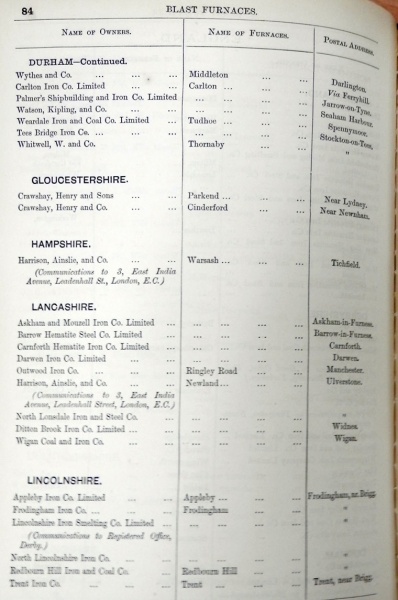 84 BLAST FURNACES.
NAME OF OWNERS. NAME OF FURNACES. POSTAL ADDRESS.
DURHAM—Continued.
Wythes and Co. ... ... ... Middleton ... ... Darlington.
Carlton Iron Co. Limited ... ... Carlton ... ... ... Via Ferryhill.
Palmer's Shipbuilding and Iron Co. Limited ... ... ... Jarrow-on-Tyne.
Watson, Kipling, and Co. ... ... ... ... ... Seaham Harbour.
Weardale Iron and Coal Co. Limited ... Tudhoe ... ... ... Spennymoor.
Tees Bridge Iron Co. ... ... ... ... ... ... Stockton-on-Tees.
Whitwell, W. and Co. ... ... Thornaby ... ... "
GLOUCESTERSHIRE.
Crawshay, Henry and Sons ... ... Parkend ... ... ... Near Lydney.
Crawshay, Henry and Co. ... ... Cinderford ... ... Near Newnham.
HAMPSHIRE.
Harrison, Ainslie, and Co. ... ... Warsash ... ... ... Tichfield.
(Communications to 3, East India
Avenue, Leadenhall St., London, E.C.)
LANCASHIRE.
Askham and Mouzell Iron Co. Limited ... ... ... ... Askham-in-Furness.
Barrow Hematite Steel Co. Limited ... ... ... ... Barrow-in-Furness.
Carnforth Hematite Iron Co. Limited ... ... ... ... Carnforth.
Darwen Iron Co. Limited ... ... ... ... ... Darwen.
Outwood Iron Co. ... ... ... Ringley Road ... ... Manchester.
Harrison, Ainslie, and Co. ... ... Newland... ... ... Ulverstone.
(Communications to 3, East India
Avenue, Leadenhall Street, London, E.C.)
North Lonsdale Iron and Steel Co. ... ... ... ... "
Ditton Brook Iron Co. Limited ... ... ... ... ... Widnes.
Wigan Coal and Iron Co. ... ... ... ... ... Wigan.
LINCOLNSHIRE.
Appleby Iron Co. Limited ... ... Appleby ... ... ... Frodingham, nr. Brigg.
Frodingham Iron Co. ... ... ... Frodingham ... ... "
Lincolnshire Iron Smelting Co. Limited ... ... ... ... "
(Communications to Registered Office,
Derby.)
North Lincolnshire Iron Co. ... ... ... ... ... "
Redbourn Hill Iron and Coal Co. ... Redbourn Hill ... ... "
Trent Iron Co. ... ... ... Trent ... ... ... Trent, near Brigg.